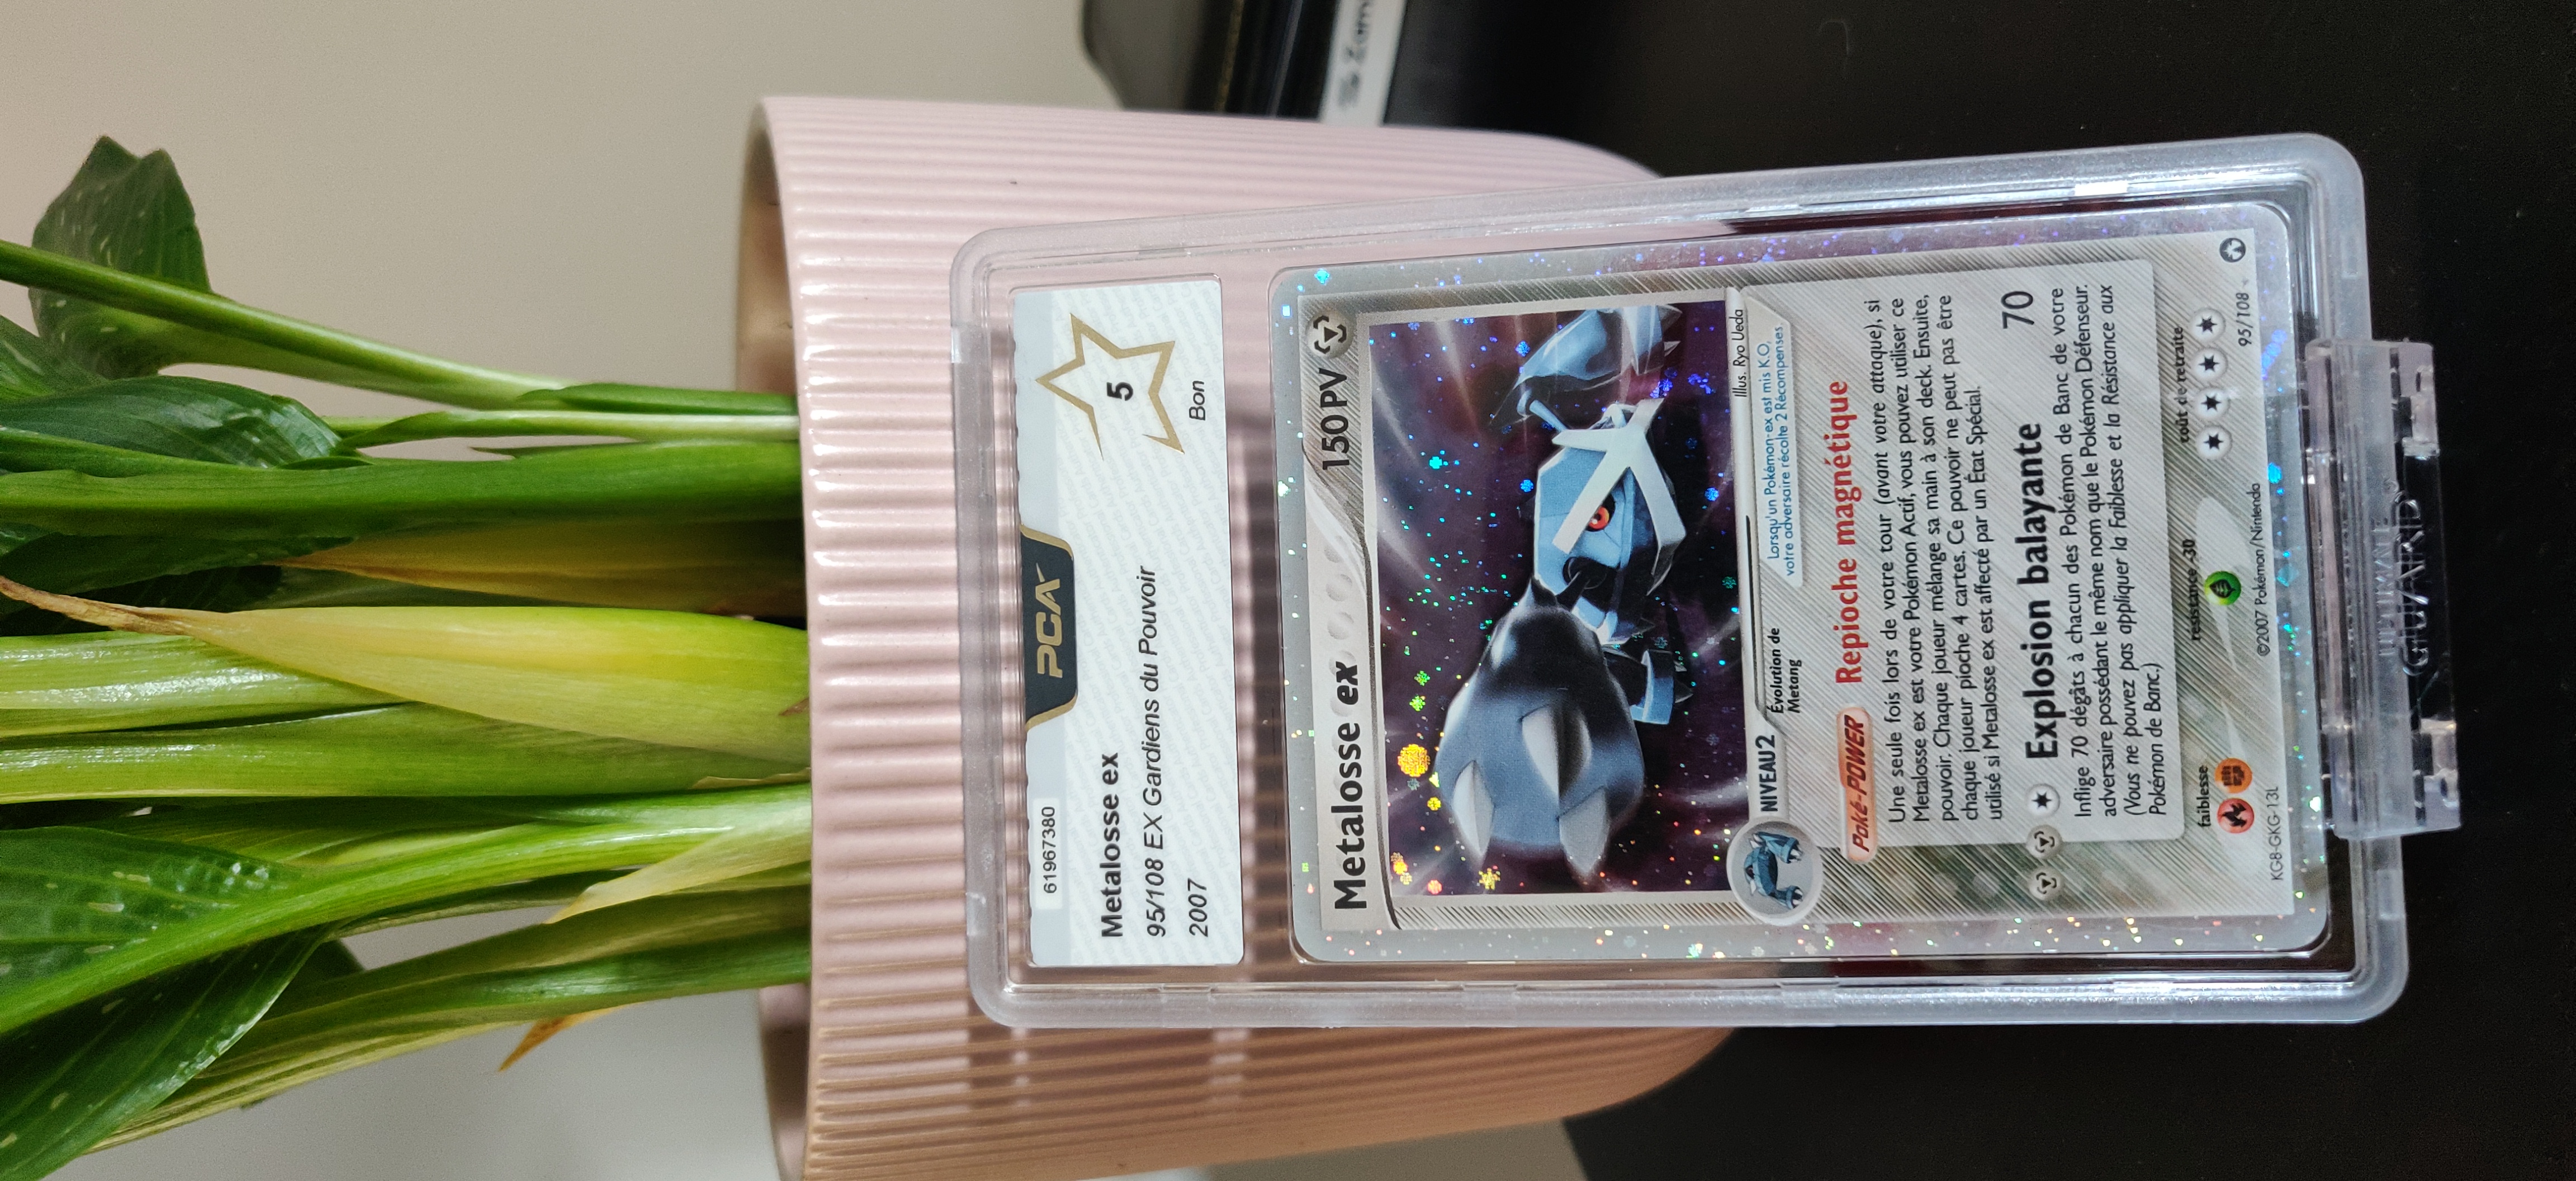 61967380
PCA
Metalosse ex
95/108 EX Gardiens du Pouvoir
2007
5
Bon
Metalosse ex 150 PV
Illus. Ryo Ueda
NIVEAU 2
Évolution de
Metang
Lorsqu'un Pokémon-ex est mis K.O,
votre adversaire récolte 2 Récompenses
Poké-POWER Repioche magnétique
Une seule fois lors de votre tour (avant votre attaque), si
Metalosse ex est votre Pokémon Actif, vous pouvez utiliser ce
pouvoir. Chaque joueur mélange sa main à son deck. Ensuite,
chaque joueur pioche 4 cartes. Ce pouvoir ne peut pas être
utilisé si Metalosse ex est affecté par un État Spécial.
Explosion balayante 70
Inflige 70 dégâts à chacun des Pokémon de Banc de votre
adversaire possédant le même nom que le Pokémon Défenseur.
(Vous ne pouvez pas appliquer la Faiblesse et la Résistance aux
Pokémon de Banc.)
faiblesse résistance -30 coût de retraite
KG8-GKG-13L ©2007 Pokémon/Nintendo 95/108
ULTIMATE
GUARD